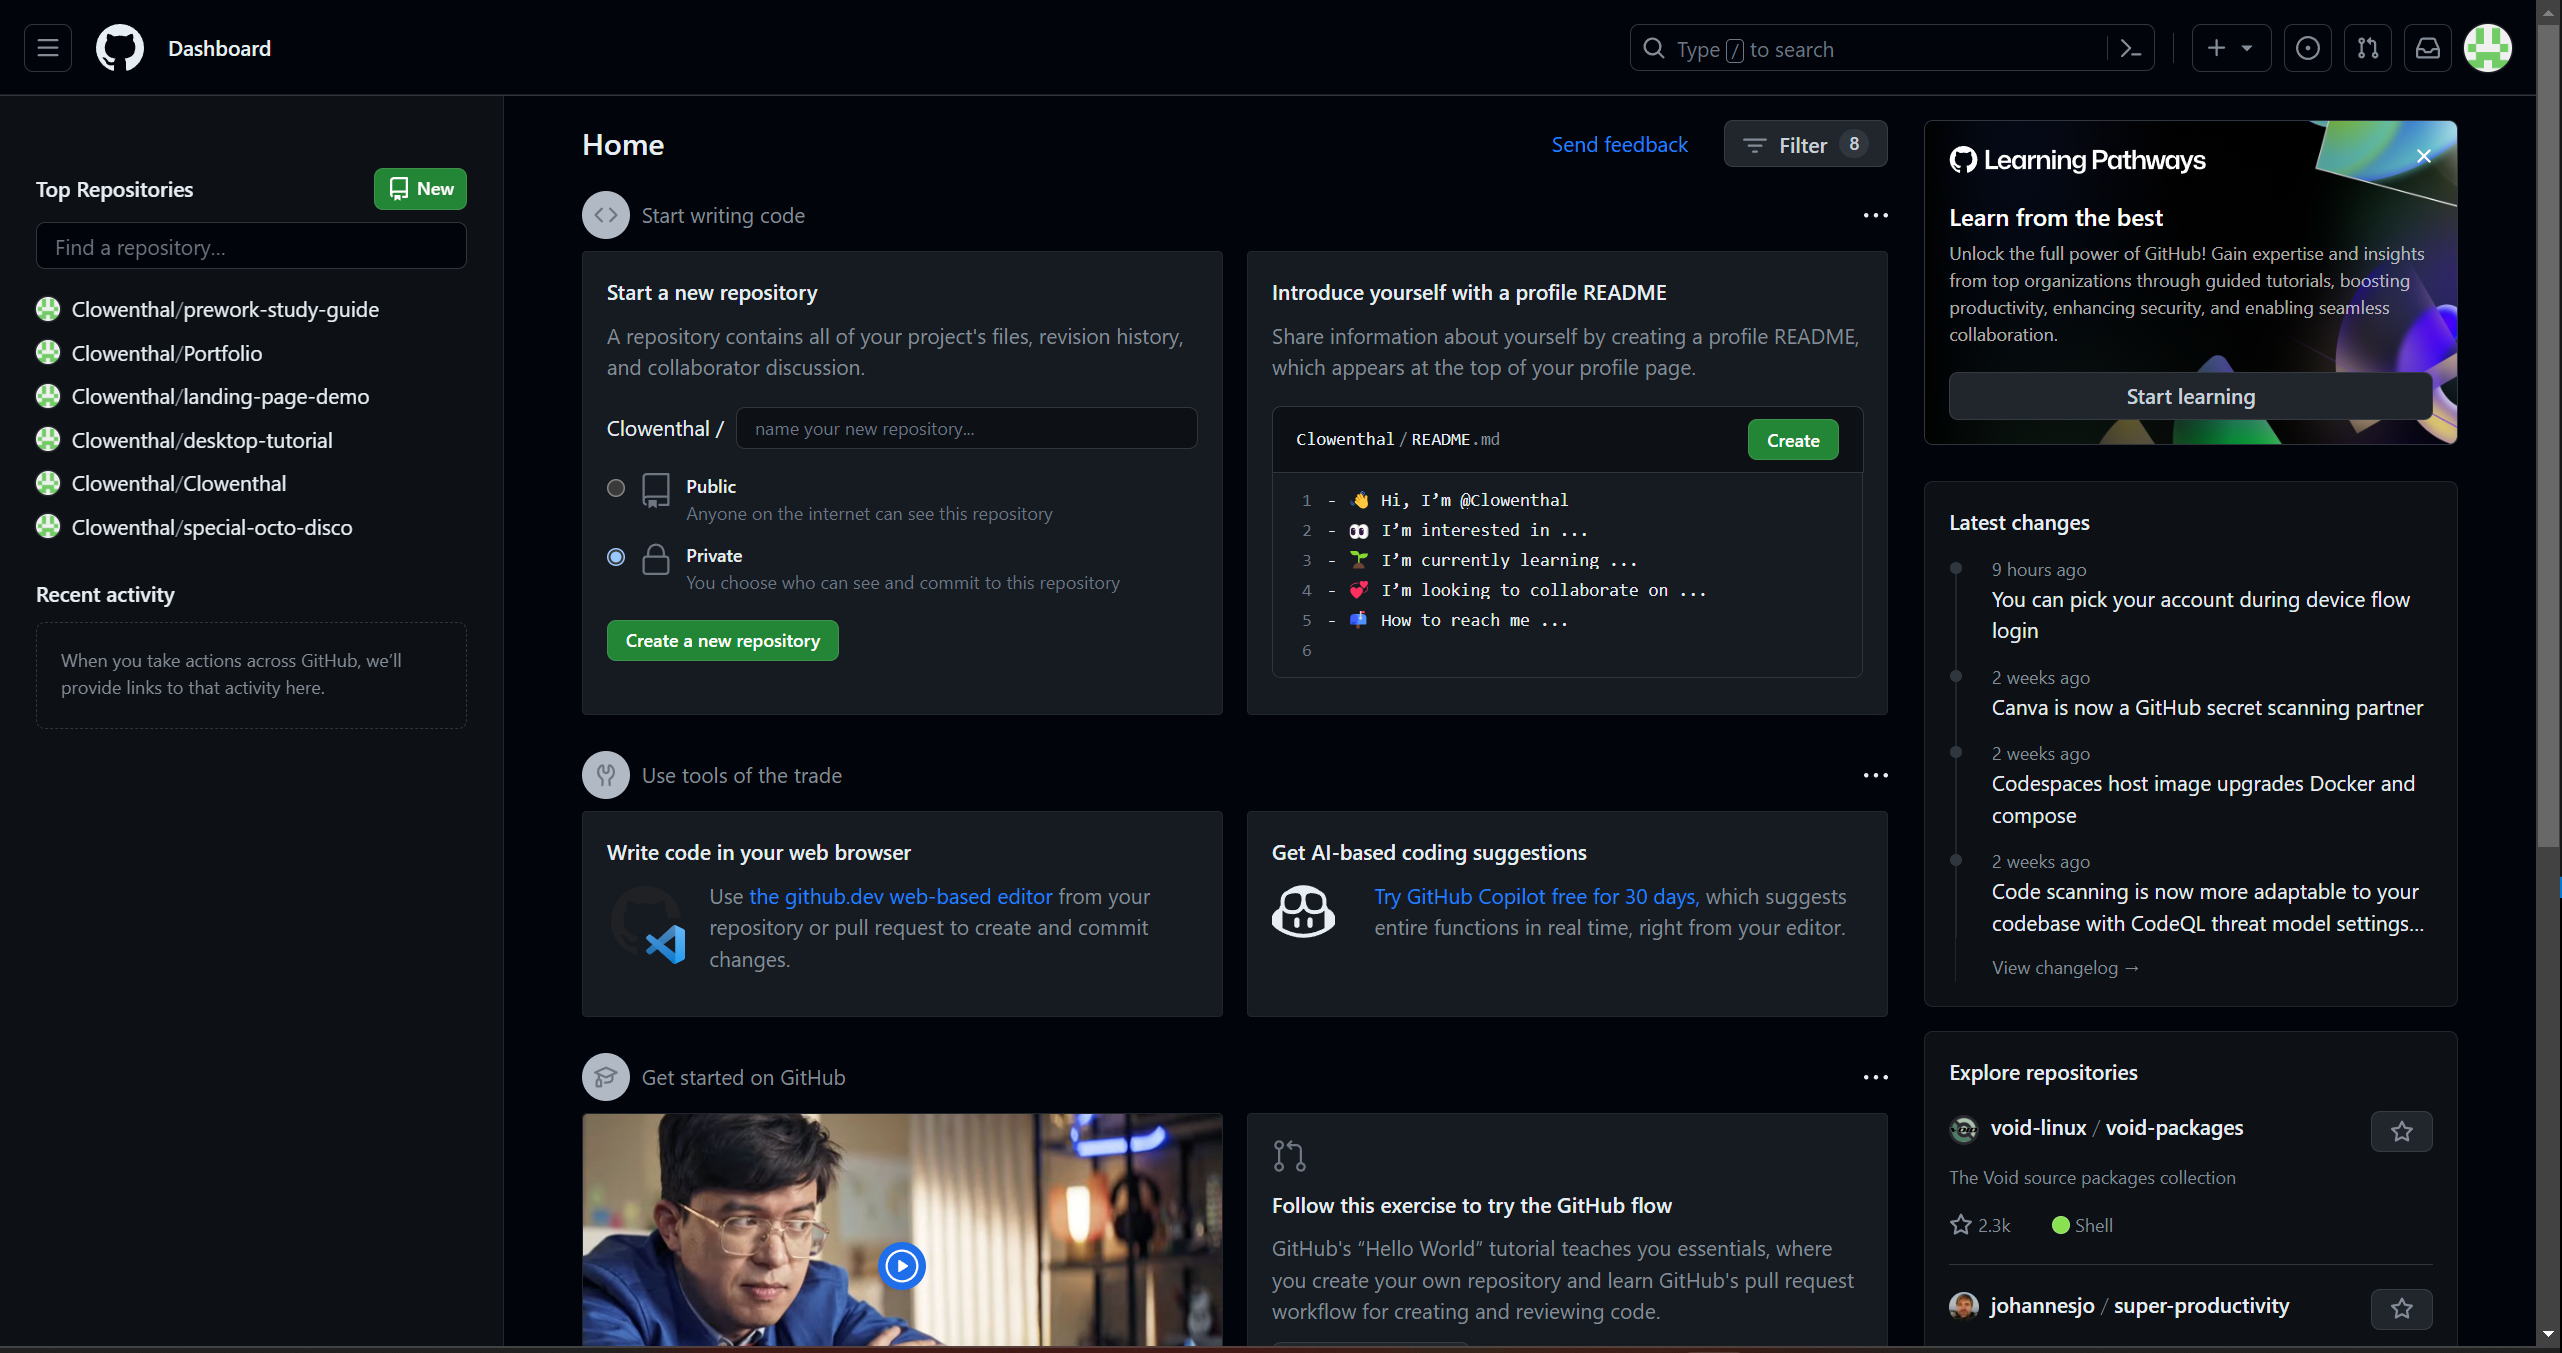 Dashboard
Type / to search
Top Repositories
New
Find a repository...
Clowenthal/prework-study-guide
Clowenthal/Portfolio
Clowenthal/landing-page-demo
Clowenthal/desktop-tutorial
Clowenthal/Clowenthal
Clowenthal/special-octo-disco
Recent activity
When you take actions across GitHub, we’ll
provide links to that activity here.
Home
Send feedback
Filter 8
Start writing code
Start a new repository
A repository contains all of your project's files, revision history,
and collaborator discussion.
Clowenthal /
name your new repository...
Public
Anyone on the internet can see this repository
Private
You choose who can see and commit to this repository
Create a new repository
Introduce yourself with a profile README
Share information about yourself by creating a profile README,
which appears at the top of your profile page.
Clowenthal / README.md
Create
1 - 👋 Hi, I’m @Clowenthal
2 - 👀 I’m interested in ...
3 - 🌱 I’m currently learning ...
4 - 💞️ I’m looking to collaborate on ...
5 - 📫 How to reach me ...
6
Use tools of the trade
Write code in your web browser
Use the github.dev web-based editor from your
repository or pull request to create and commit
changes.
Get AI-based coding suggestions
Try GitHub Copilot free for 30 days, which suggests
entire functions in real time, right from your editor.
Get started on GitHub
Follow this exercise to try the GitHub flow
GitHub's “Hello World” tutorial teaches you essentials, where
you create your own repository and learn GitHub's pull request
workflow for creating and reviewing code.
Learning Pathways
Learn from the best
Unlock the full power of GitHub! Gain expertise and insights
from top organizations through guided tutorials, boosting
productivity, enhancing security, and enabling seamless
collaboration.
Start learning
Latest changes
9 hours ago
You can pick your account during device flow
login
2 weeks ago
Canva is now a GitHub secret scanning partner
2 weeks ago
Codespaces host image upgrades Docker and
compose
2 weeks ago
Code scanning is now more adaptable to your
codebase with CodeQL threat model settings...
View changelog →
Explore repositories
void-linux / void-packages
The Void source packages collection
2.3k
Shell
johannesjo / super-productivity